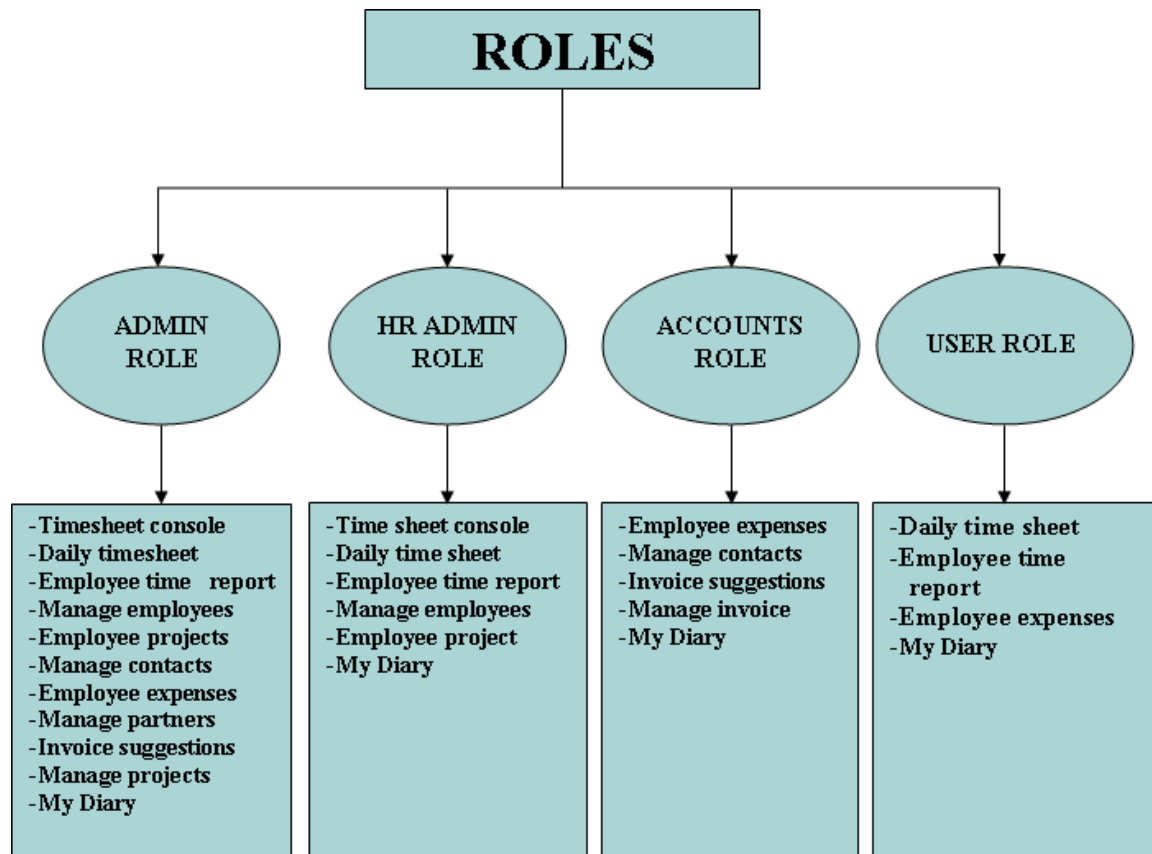 ROLES
ADMIN
ROLE
HR ADMIN
ROLE
ACCOUNTS
ROLE
USER ROLE
-Timesheet console
-Daily timesheet
-Employee time report
-Manage employees
-Employee projects
-Manage contacts
-Employee expenses
-Manage partners
-Invoice suggestions
-Manage projects
-My Diary
-Time sheet console
-Daily time sheet
-Employee time report
-Manage employees
-Employee project
-My Diary
-Employee expenses
-Manage contacts
-Invoice suggestions
-Manage invoice
-My Diary
-Daily time sheet
-Employee time
report
-Employee expenses
-My Diary